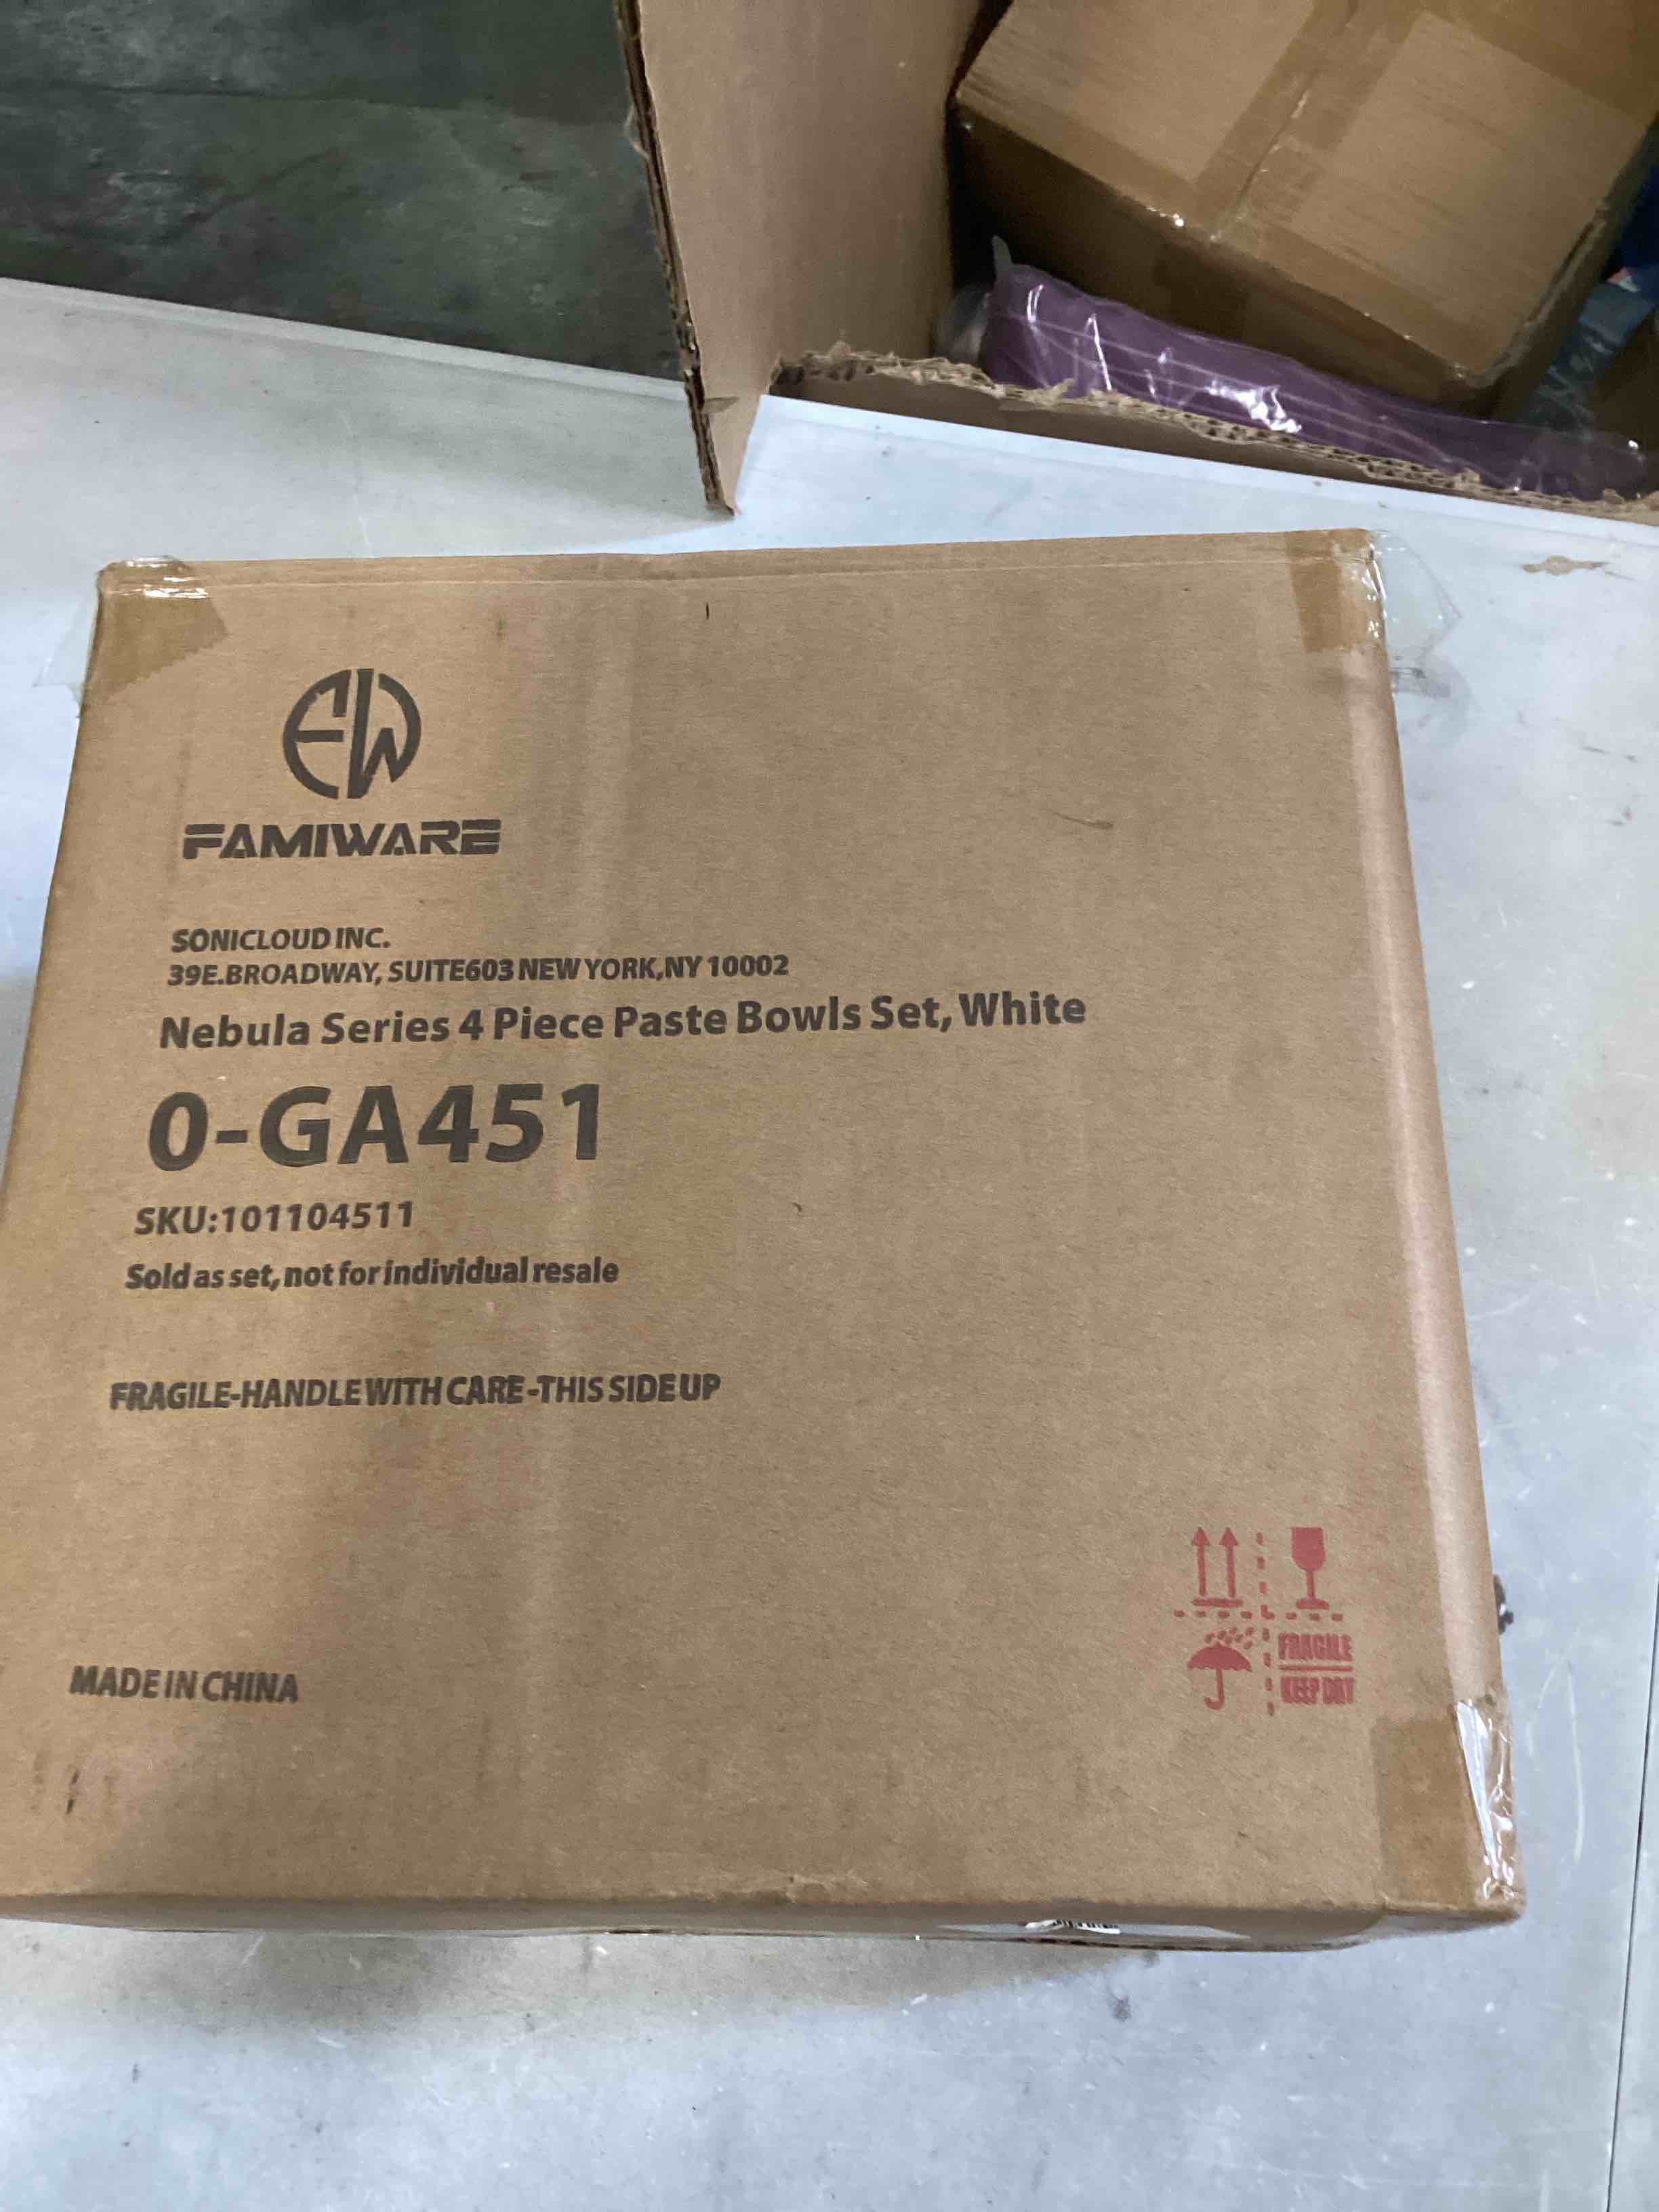 FW
FAMIWARE
SONICLOUD INC.
39E.BROADWAY, SUITE603 NEW YORK,NY 10002
Nebula Series 4 Piece Paste Bowls Set, White
0-GA451
SKU:101104511
Sold as set, not for individual resale
FRAGILE-HANDLE WITH CARE -THIS SIDE UP
FRAGILE
KEEP DRY
MADE IN CHINA